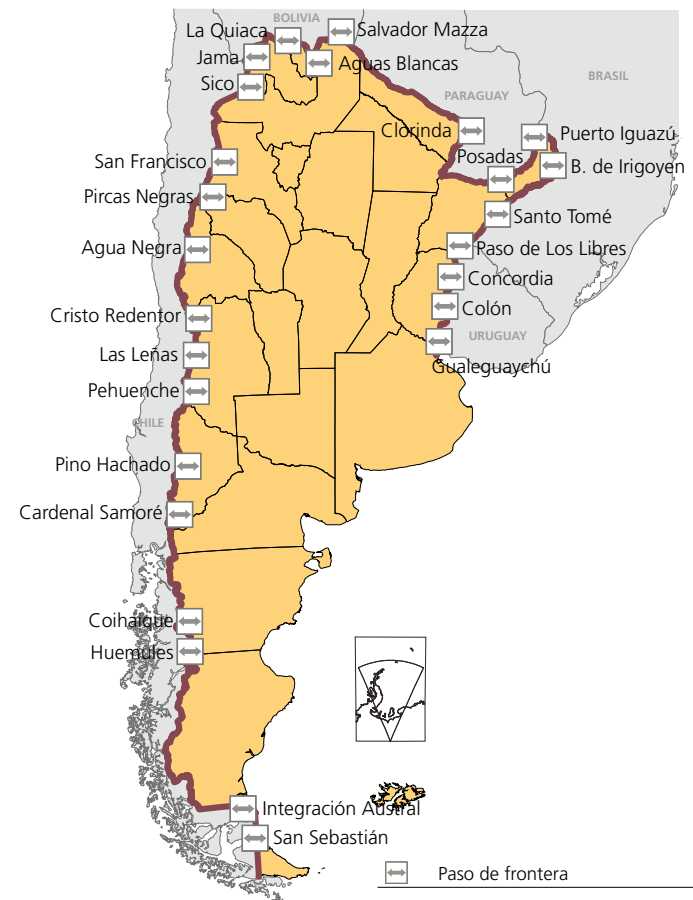 BOLIVIA
La Quiaca
Salvador Mazza
Jama
Aguas Blancas
Sico
BRASIL
PARAGUAY
Clorinda
Puerto Iguazú
Posadas
San Francisco
B. de Irigoyen
Pircas Negras
Santo Tomé
Agua Negra
Paso de Los Libres
Concordia
Colón
Cristo Redentor
URUGUAY
Las Leñas
Gualeguaychú
Pehuenche
CHILE
Pino Hachado
Cardenal Samoré
Coihaique
Huemules
Integración Austral
San Sebastián
Paso de frontera